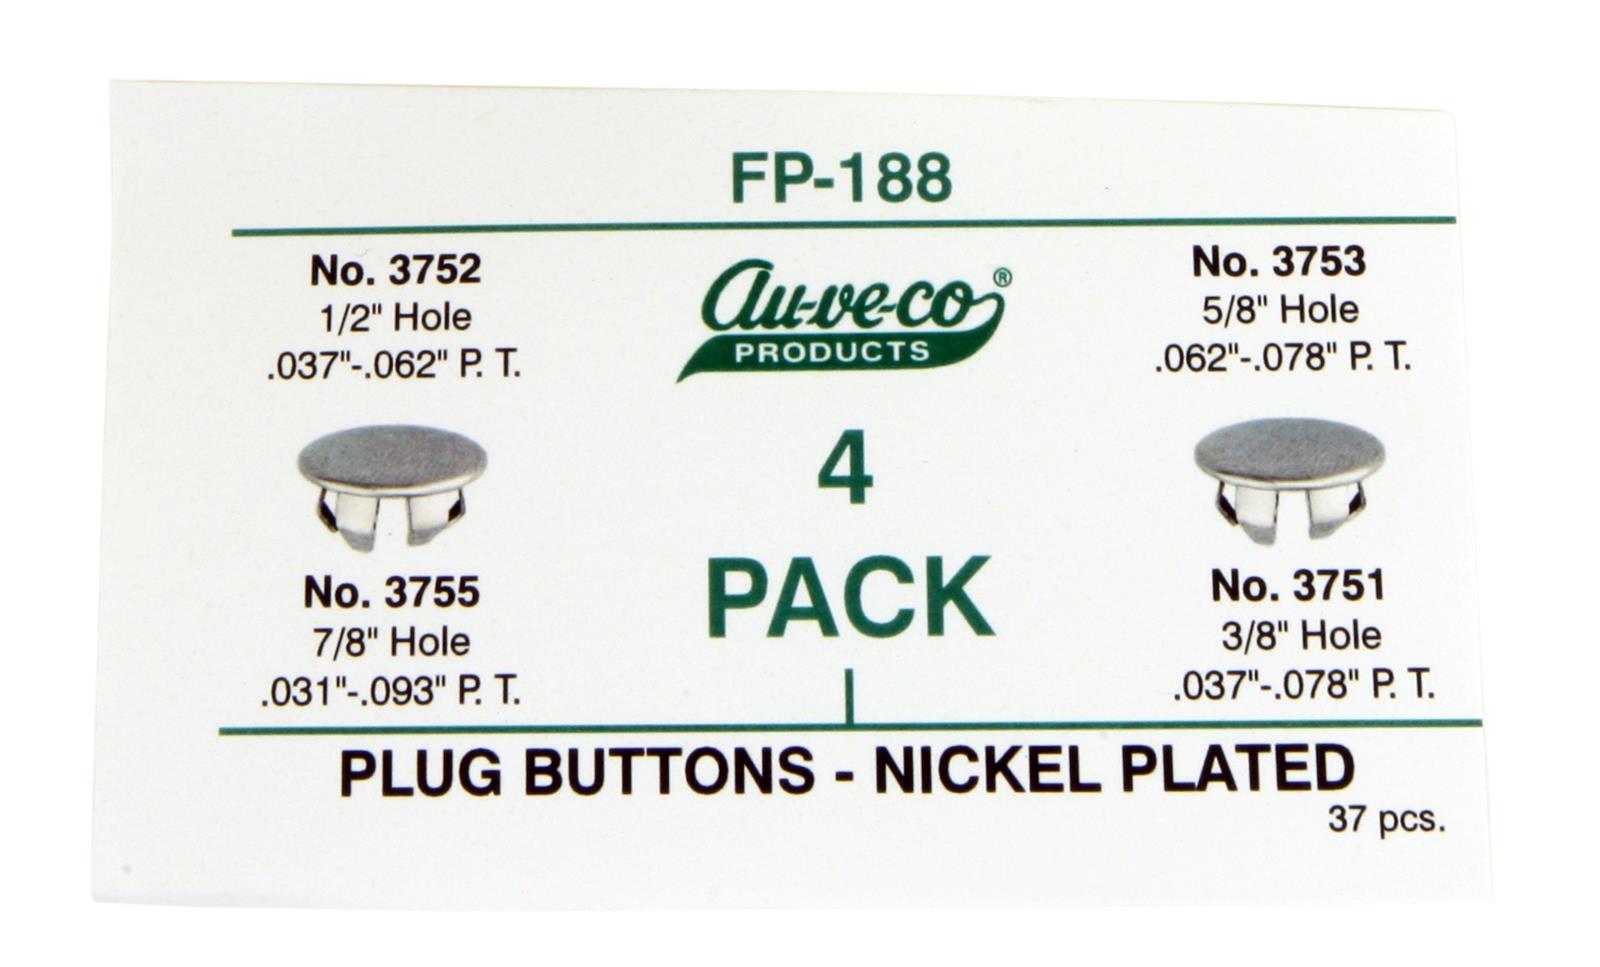 FP-188
No. 3752
1/2" Hole
.037"-.062" P. T.
au-ve-co®
PRODUCTS
No. 3753
5/8" Hole
.062"-.078" P. T.
4
PACK
No. 3755
7/8" Hole
.031"-.093" P. T.
No. 3751
3/8" Hole
.037"-.078" P. T.
PLUG BUTTONS - NICKEL PLATED
37 pcs.